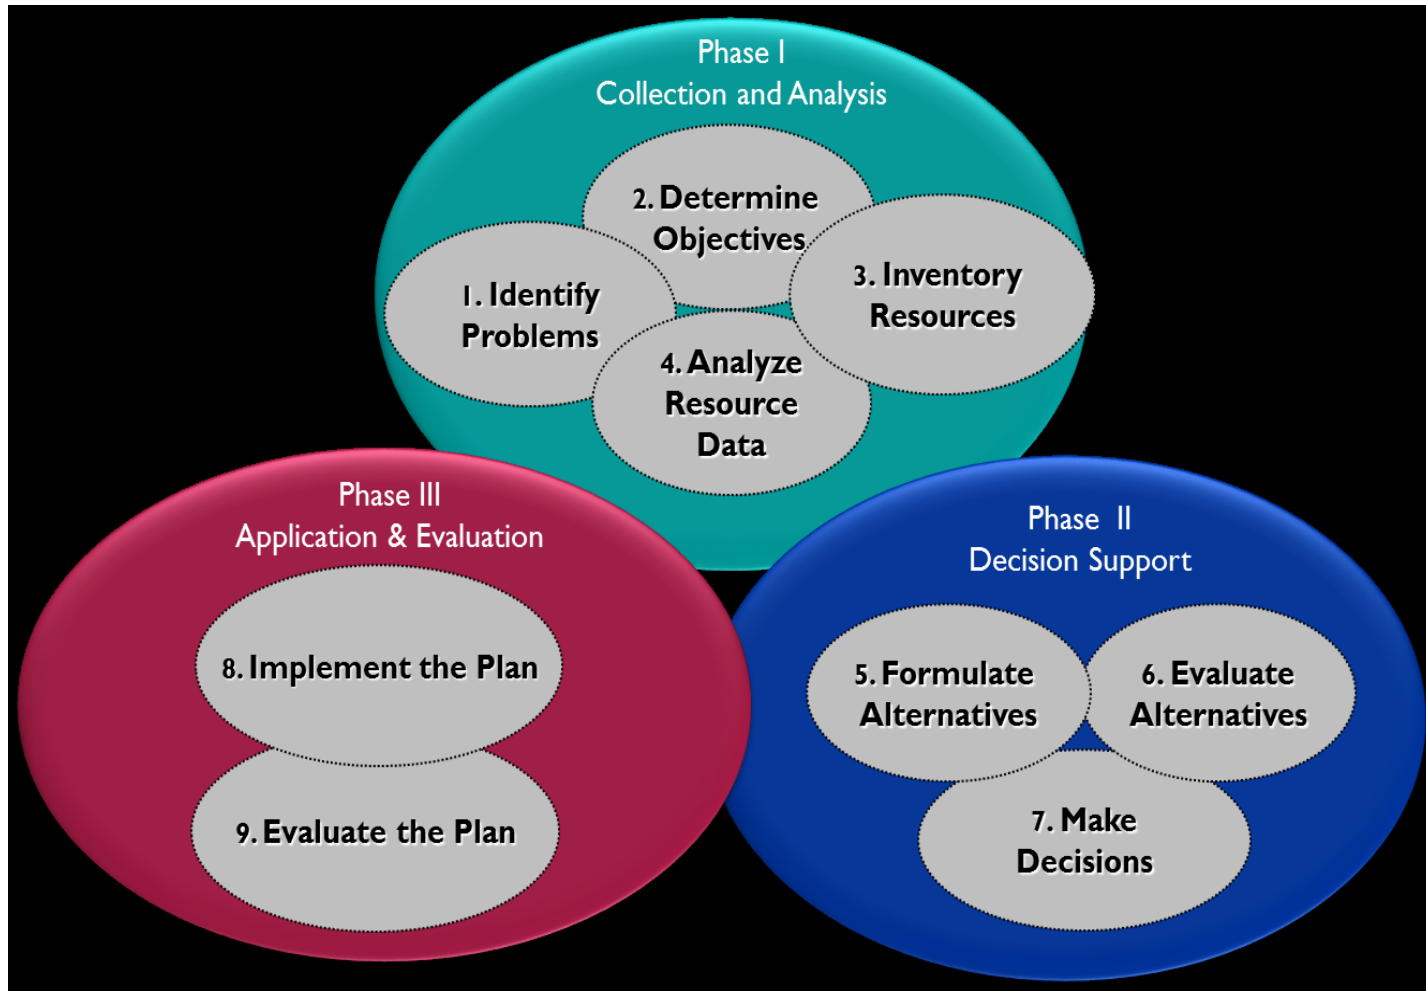 Phase I
Collection and Analysis
2. Determine
Objectives
1. Identify
Problems
3. Inventory
Resources
4. Analyze
Resource
Data
Phase III
Application & Evaluation
8. Implement the Plan
9. Evaluate the Plan
Phase II
Decision Support
5. Formulate
Alternatives
6. Evaluate
Alternatives
7. Make
Decisions